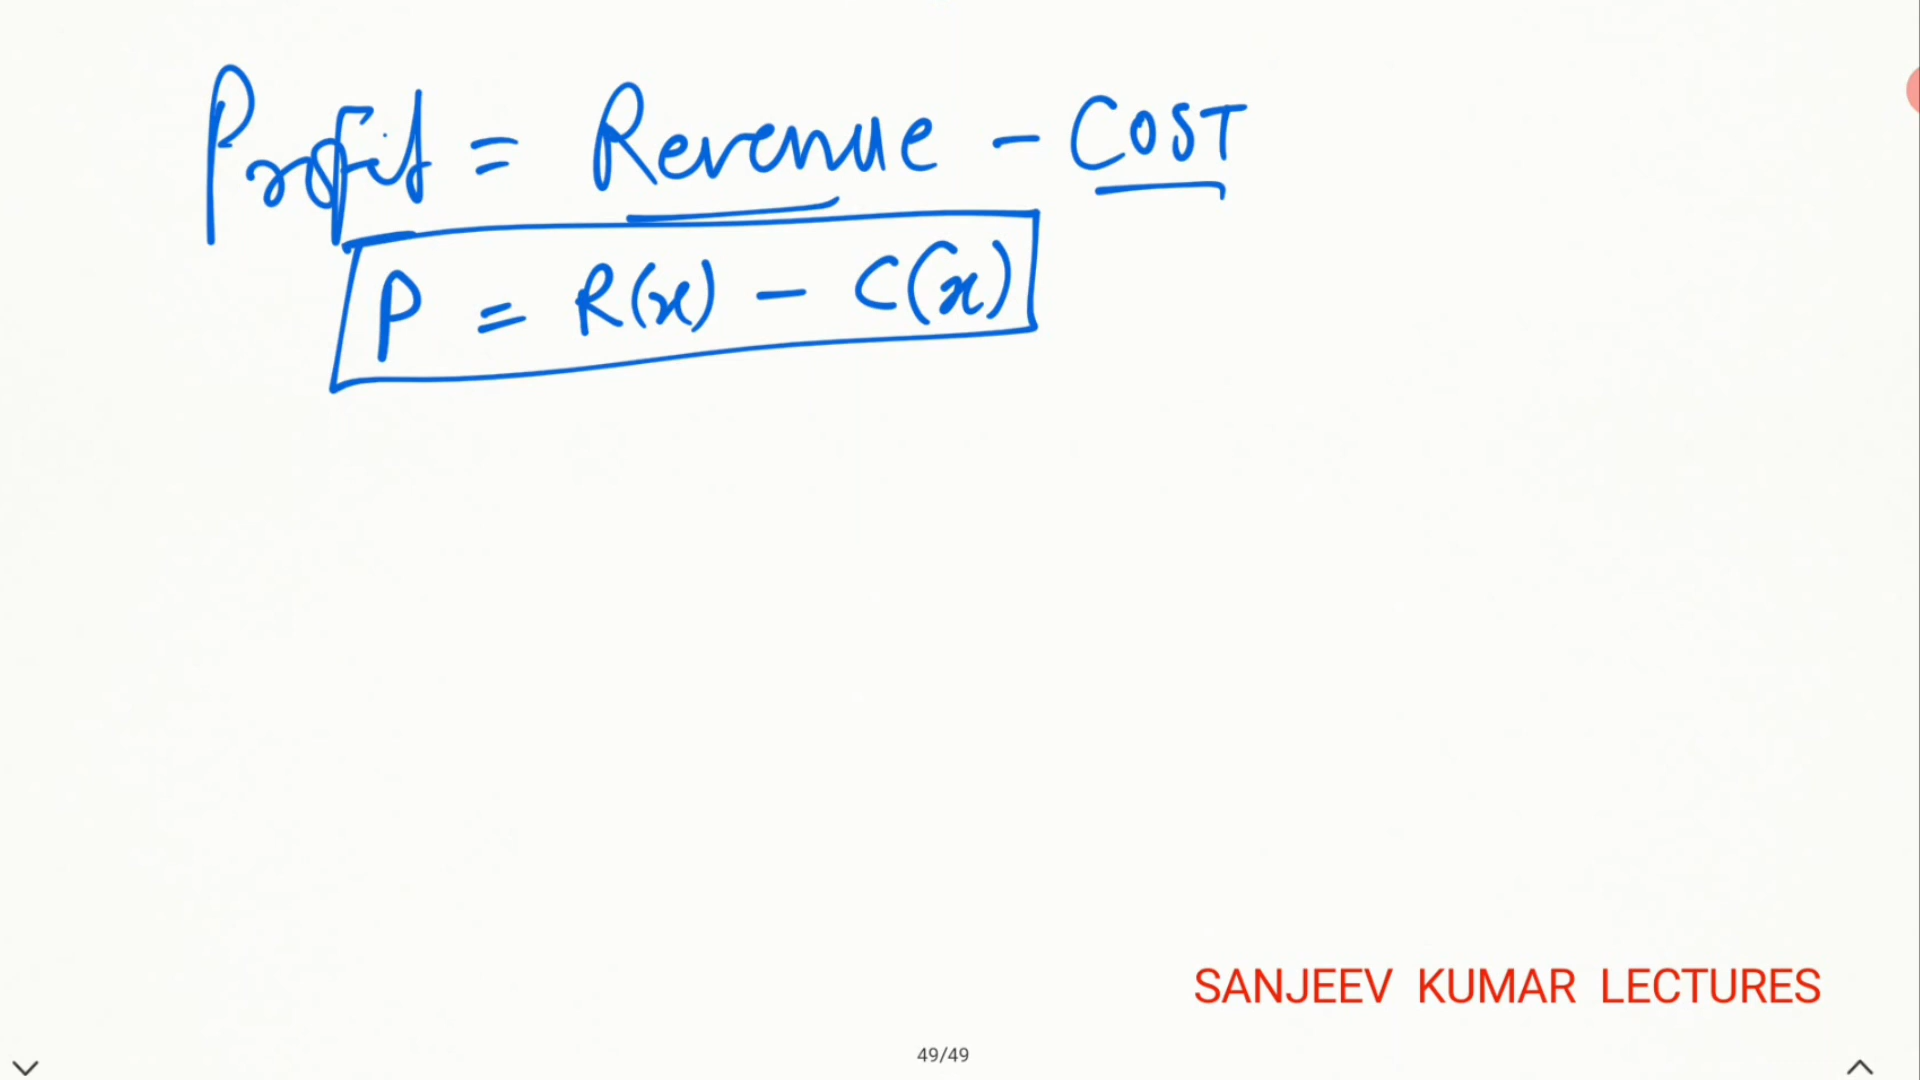 Profit = Revenue - COST
P = R(x) - C(x)
SANJEEV KUMAR LECTURES
49/49